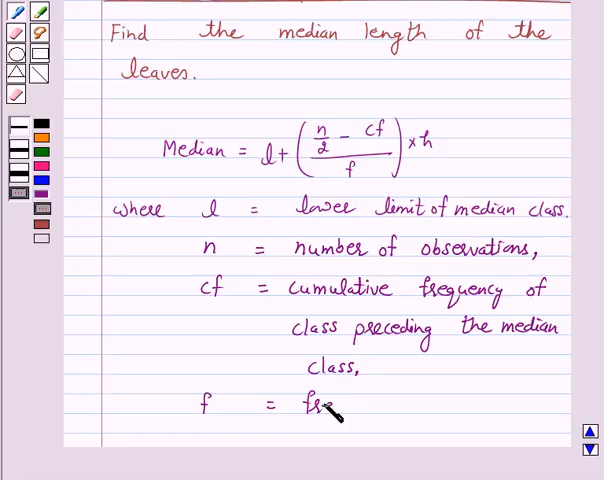 Find the median length of the
leaves.
Median = l + ( (n/2 - cf) / f ) × h
where l = lower limit of median class.
n = number of observations,
cf = cumulative frequency of
class preceding the median
class,
f = fre